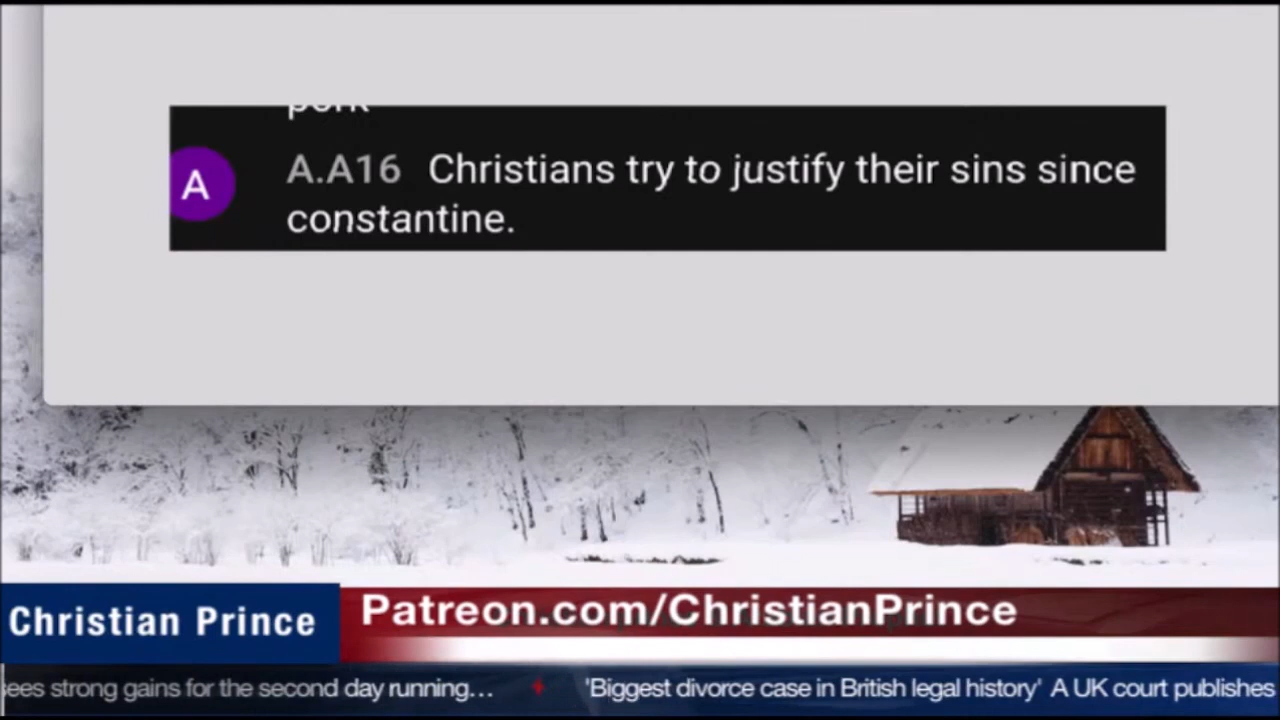 pork
A
A.A16 Christians try to justify their sins since
constantine.
Christian Prince
Patreon.com/ChristianPrince
sees strong gains for the second day running...
'Biggest divorce case in British legal history' A UK court publishes